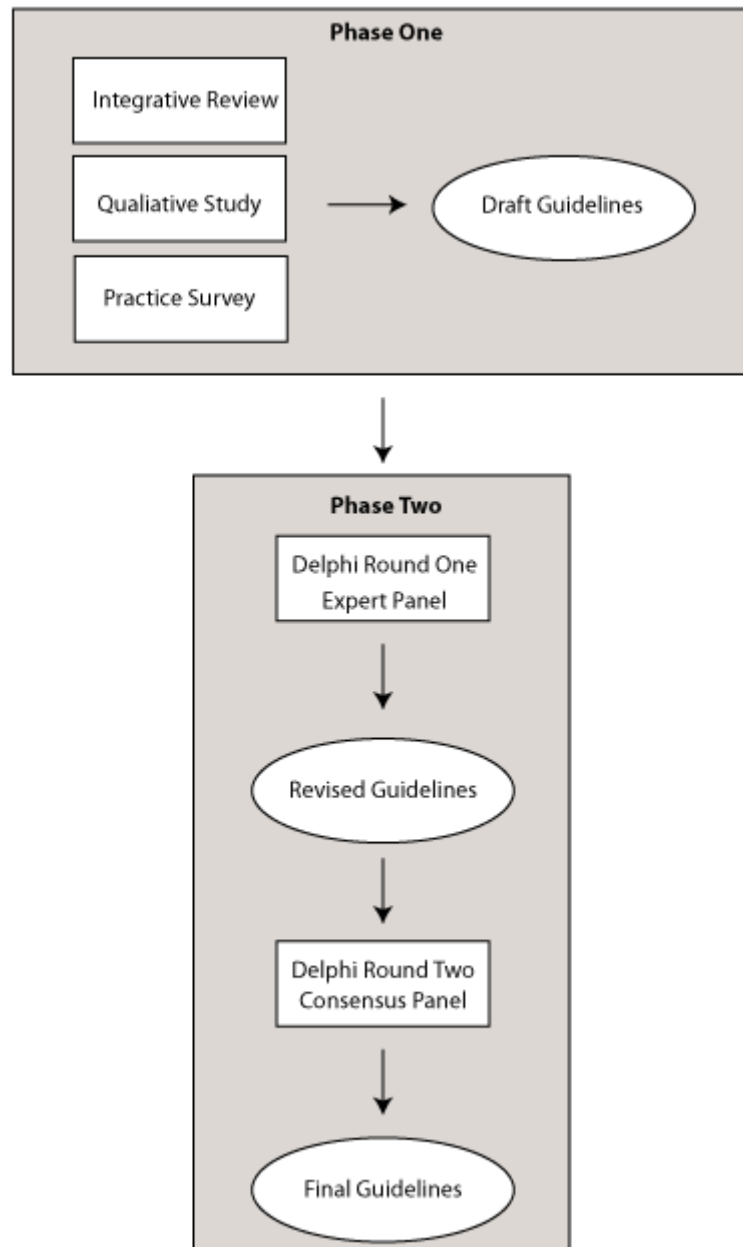 Phase One
Integrative Review
Qualiative Study
Practice Survey
Draft Guidelines
Phase Two
Delphi Round One
Expert Panel
Revised Guidelines
Delphi Round Two
Consensus Panel
Final Guidelines